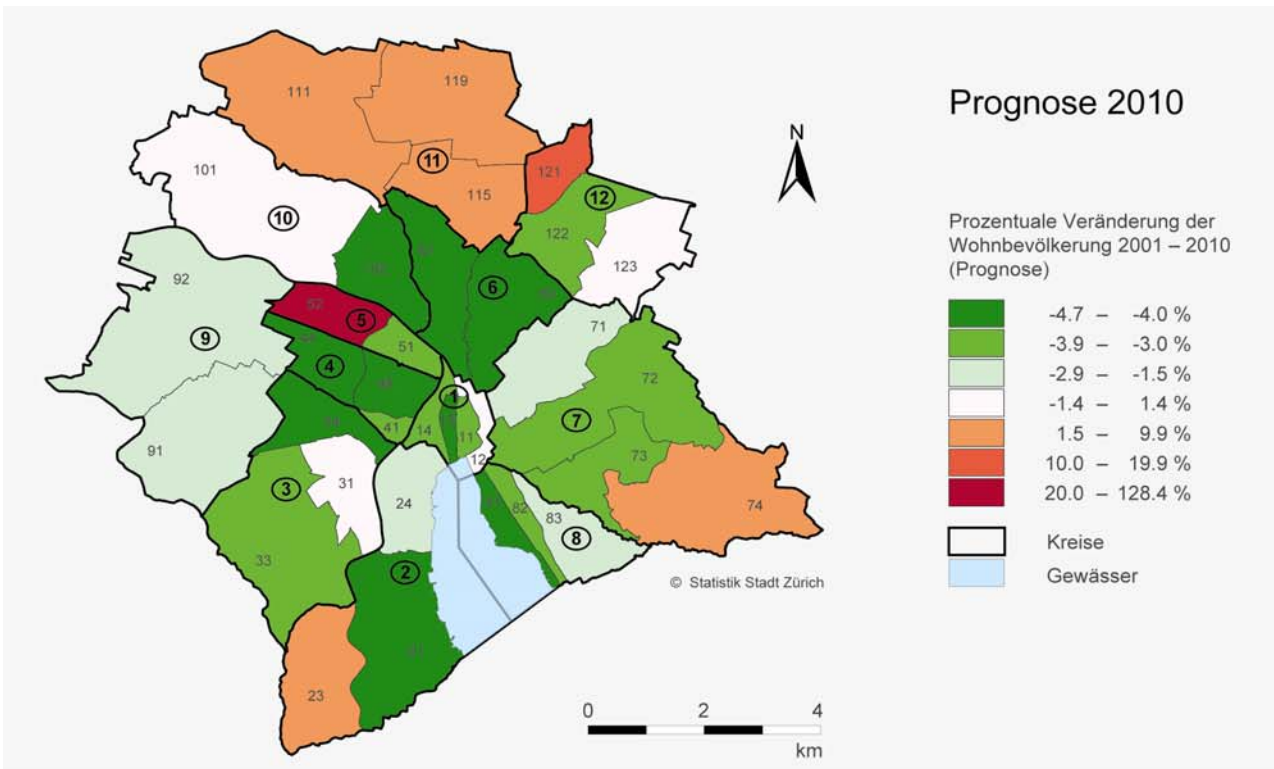 Prognose 2010
N
Prozentuale Veränderung der
Wohnbevölkerung 2001 – 2010
(Prognose)
-4.7 – -4.0 %
-3.9 – -3.0 %
-2.9 – -1.5 %
-1.4 – 1.4 %
1.5 – 9.9 %
10.0 – 19.9 %
20.0 – 128.4 %
Kreise
Gewässer
© Statistik Stadt Zürich
0 2 4
km
111
119
11
115
121
12
122
123
101
10
6
92
9
52
5
51
4
71
72
7
73
74
1
41
14
11
12
91
3
31
33
24
2
82
83
8
23